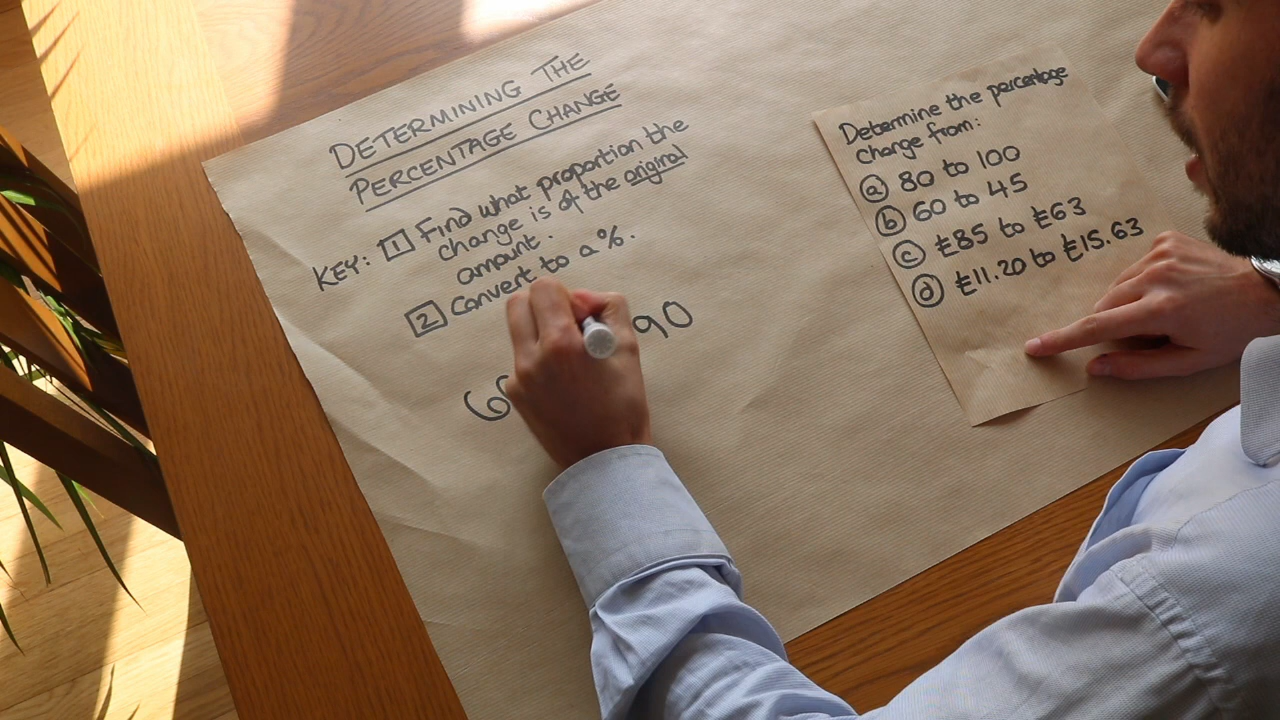 DETERMINING THE
PERCENTAGE CHANGE
KEY: 1 Find what proportion the
change is of the original
amount.
2 Convert to a %.
90
Determine the percentage
change from:
a 80 to 100
b 60 to 45
c £85 to £63
d £11.20 to £15.63